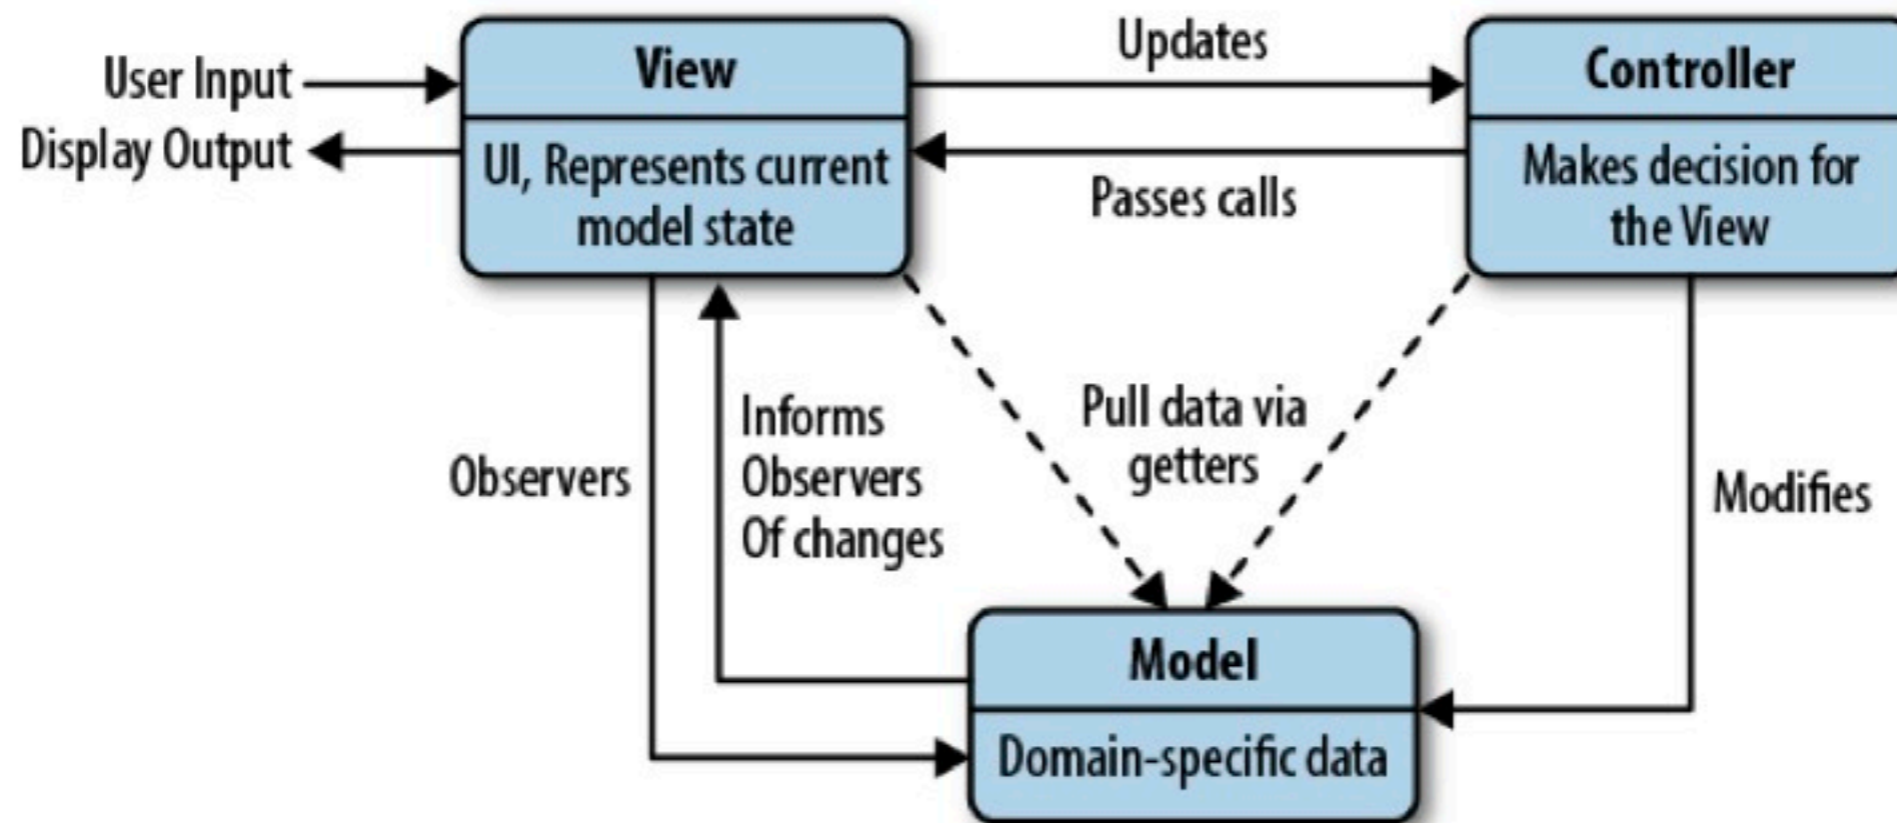 User Input
Display Output
View
UI, Represents current
model state
Updates
Passes calls
Controller
Makes decision for
the View
Observers
Informs
Observers
Of changes
Pull data via
getters
Modifies
Model
Domain-specific data